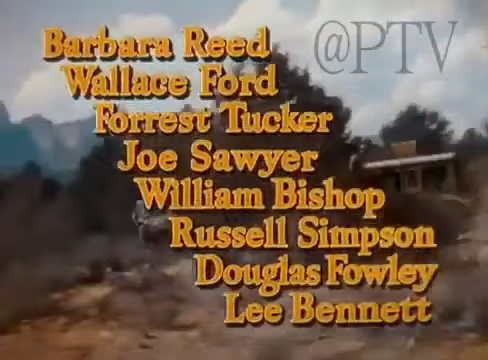 @PTV
Barbara Reed
Wallace Ford
Forrest Tucker
Joe Sawyer
William Bishop
Russell Simpson
Douglas Fowley
Lee Bennett